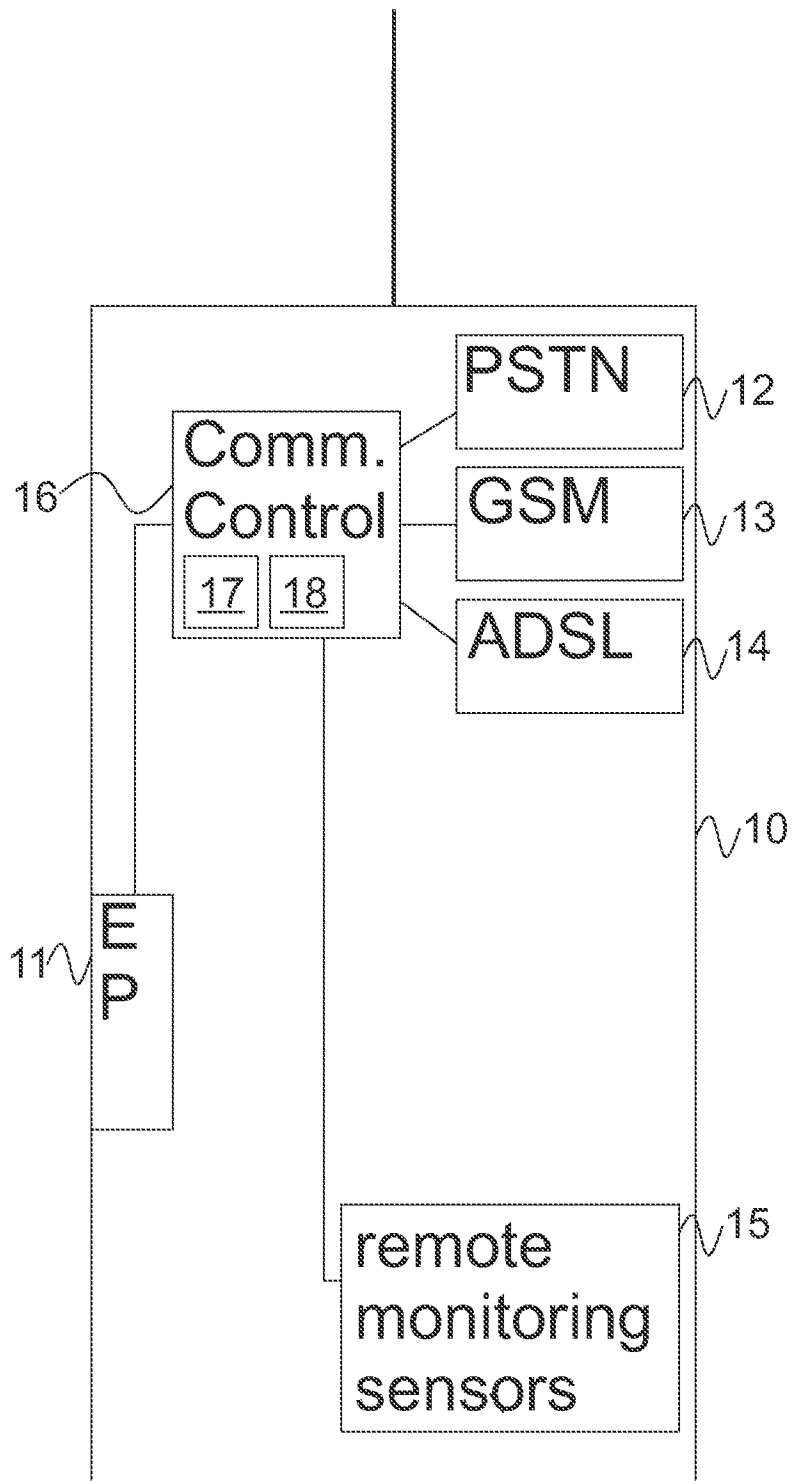 PSTN
12
Comm.
16
Control
GSM
13
17 18
ADSL
14
10
E
11
P
remote
15
monitoring
sensors